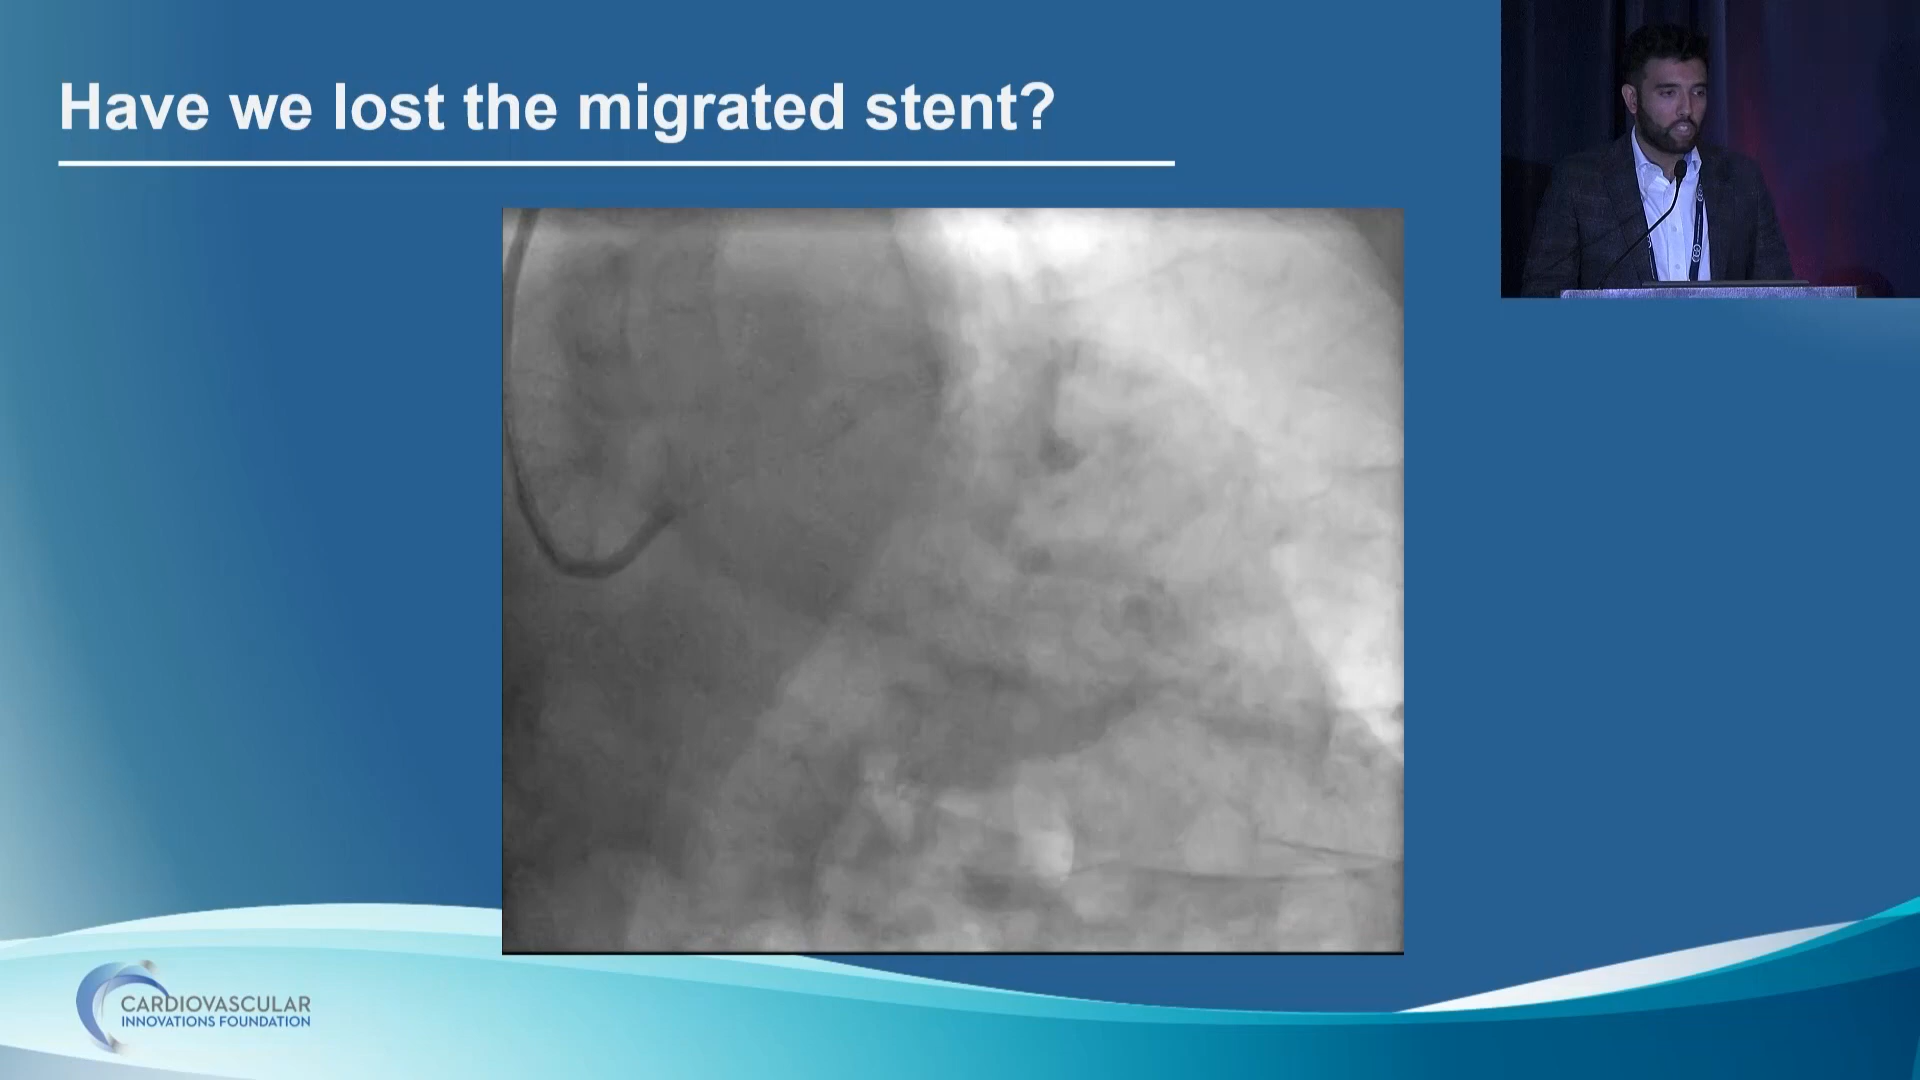 Have we lost the migrated stent?
CARDIOVASCULAR
INNOVATIONS FOUNDATION